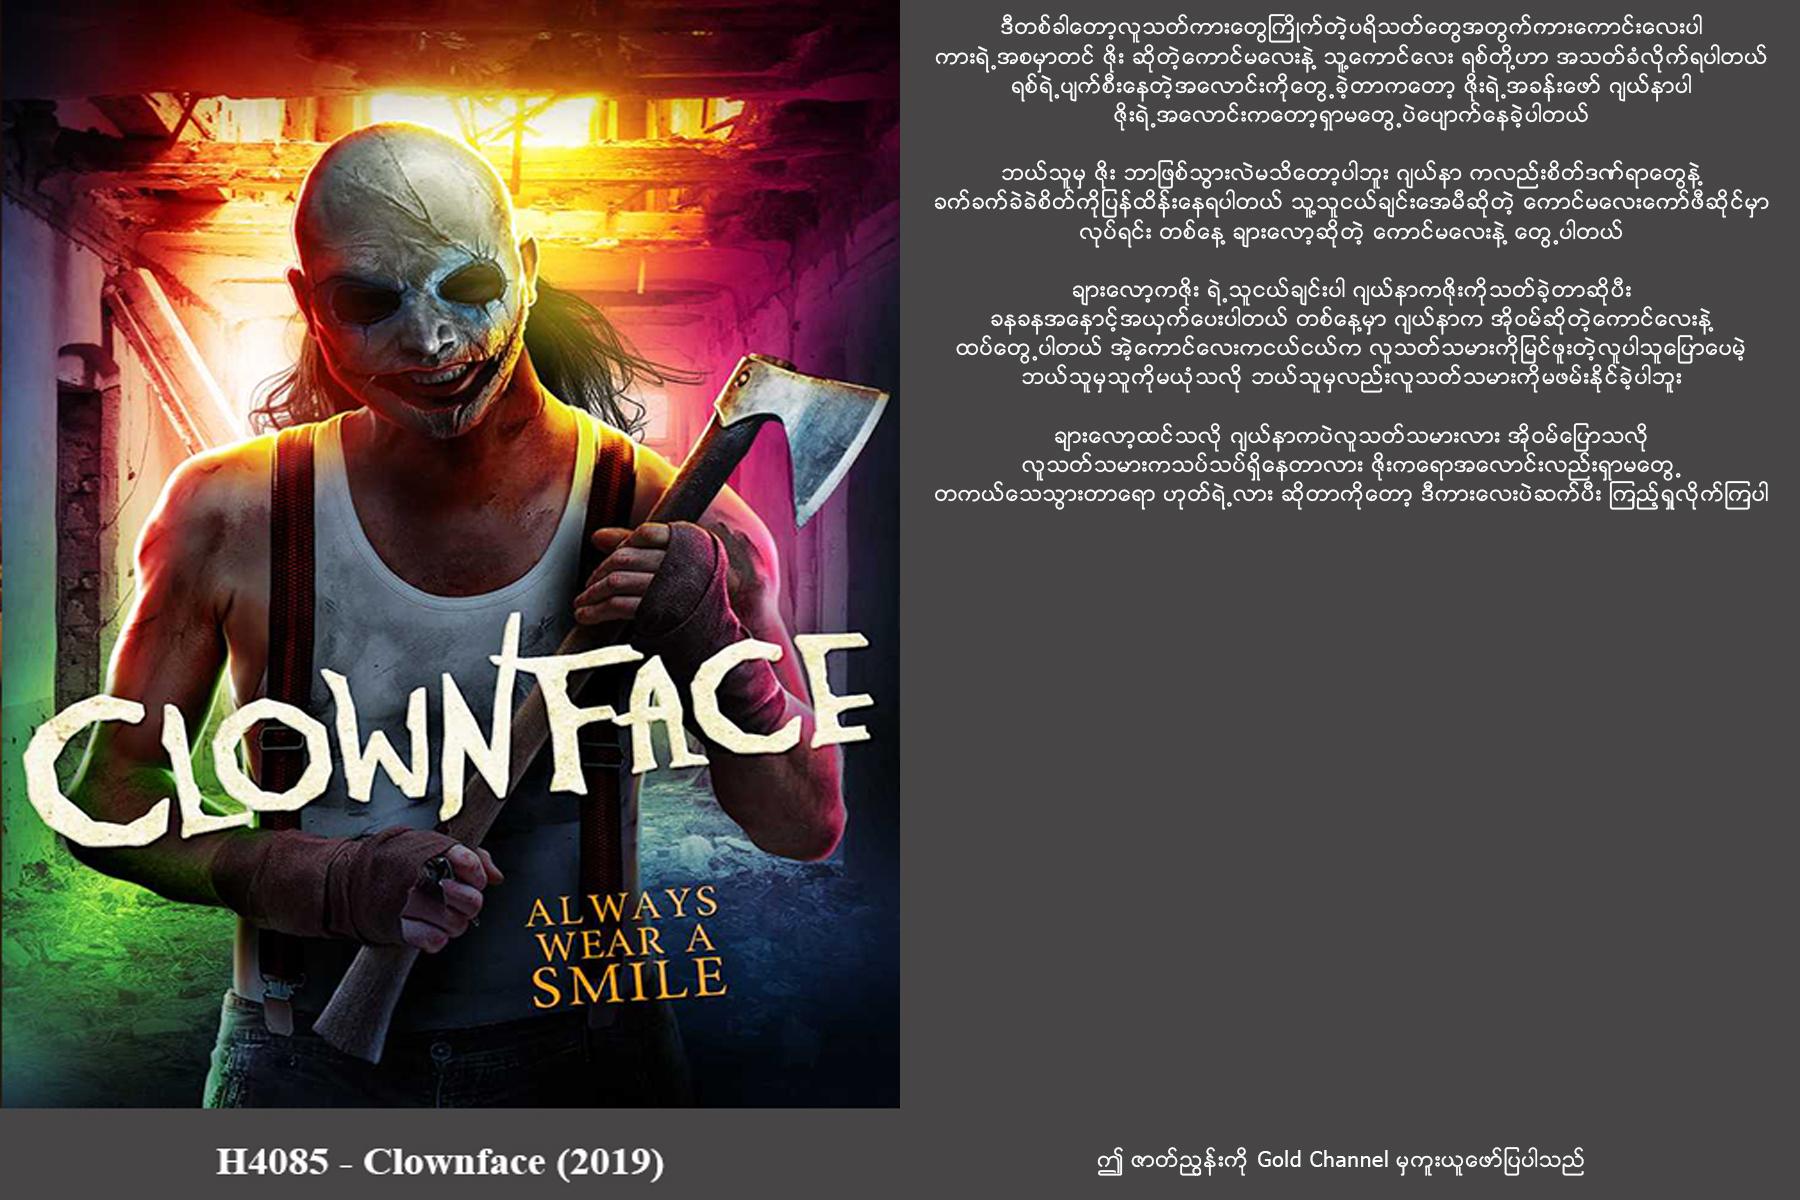 CLOWNFACE
ALWAYS
WEAR A
SMILE
H4085 - Clownface (2019)
ဒီတစ်ခါတော့လူသတ်ကားတွေကြိုက်တဲ့ပရိသတ်တွေအတွက်ကားကောင်းလေးပါ
ကားရဲ့အစမှာတင် ဇိုး ဆိုတဲ့ကောင်မလေးနဲ့ သူ့ကောင်လေး ရစ်တို့ဟာ အသတ်ခံလိုက်ရပါတယ်
ရစ်ရဲ့ပျက်စီးနေတဲ့အလောင်းကိုတွေ့ခဲ့တာကတော့ ဇိုးရဲ့အခန်းဖော် ဂျယ်နာပါ
ဇိုးရဲ့အလောင်းကတော့ရှာမတွေ့ပဲပျောက်နေခဲ့ပါတယ်
ဘယ်သူမှ ဇိုး ဘာဖြစ်သွားလဲမသိတော့ပါဘူး ဂျယ်နာ ကလည်းစိတ်ဒဏ်ရာတွေနဲ့
ခက်ခက်ခဲခဲစိတ်ကိုပြန်ထိန်းနေရပါတယ် သူ့သူငယ်ချင်းအေမီဆိုတဲ့ ကောင်မလေးကော်ဖီဆိုင်မှာ
လုပ်ရင်း တစ်နေ့ ချားလော့ဆိုတဲ့ ကောင်မလေးနဲ့ တွေ့ပါတယ်
ချားလော့ကဇိုး ရဲ့သူငယ်ချင်းပါ ဂျယ်နာကဇိုးကိုသတ်ခဲ့တာဆိုပီး
ခနခနအနှောင့်အယှက်ပေးပါတယ် တစ်နေ့မှာ ဂျယ်နာက အိုဝမ်ဆိုတဲ့ကောင်လေးနဲ့
ထပ်တွေ့ပါတယ် အဲ့ကောင်လေးကငယ်ငယ်က လူသတ်သမားကိုမြင်ဖူးတဲ့လူပါသူပြောပေမဲ့
ဘယ်သူမှသူကိုမယုံသလို ဘယ်သူမှလည်းလူသတ်သမားကိုမဖမ်းနိုင်ခဲ့ပါဘူး
ချားလော့ထင်သလို ဂျယ်နာကပဲလူသတ်သမားလား အိုဝမ်ပြောသလို
လူသတ်သမားကသပ်သပ်ရှိနေတာလား ဇိုးကရောအလောင်းလည်းရှာမတွေ့
တကယ်သေသွားတာရော ဟုတ်ရဲ့လား ဆိုတာကိုတော့ ဒီကားလေးပဲဆက်ပီး ကြည့်ရှုလိုက်ကြပါ
ဤ ဇာတ်ညွှန်းကို Gold Channel မှကူးယူဖော်ပြပါသည်